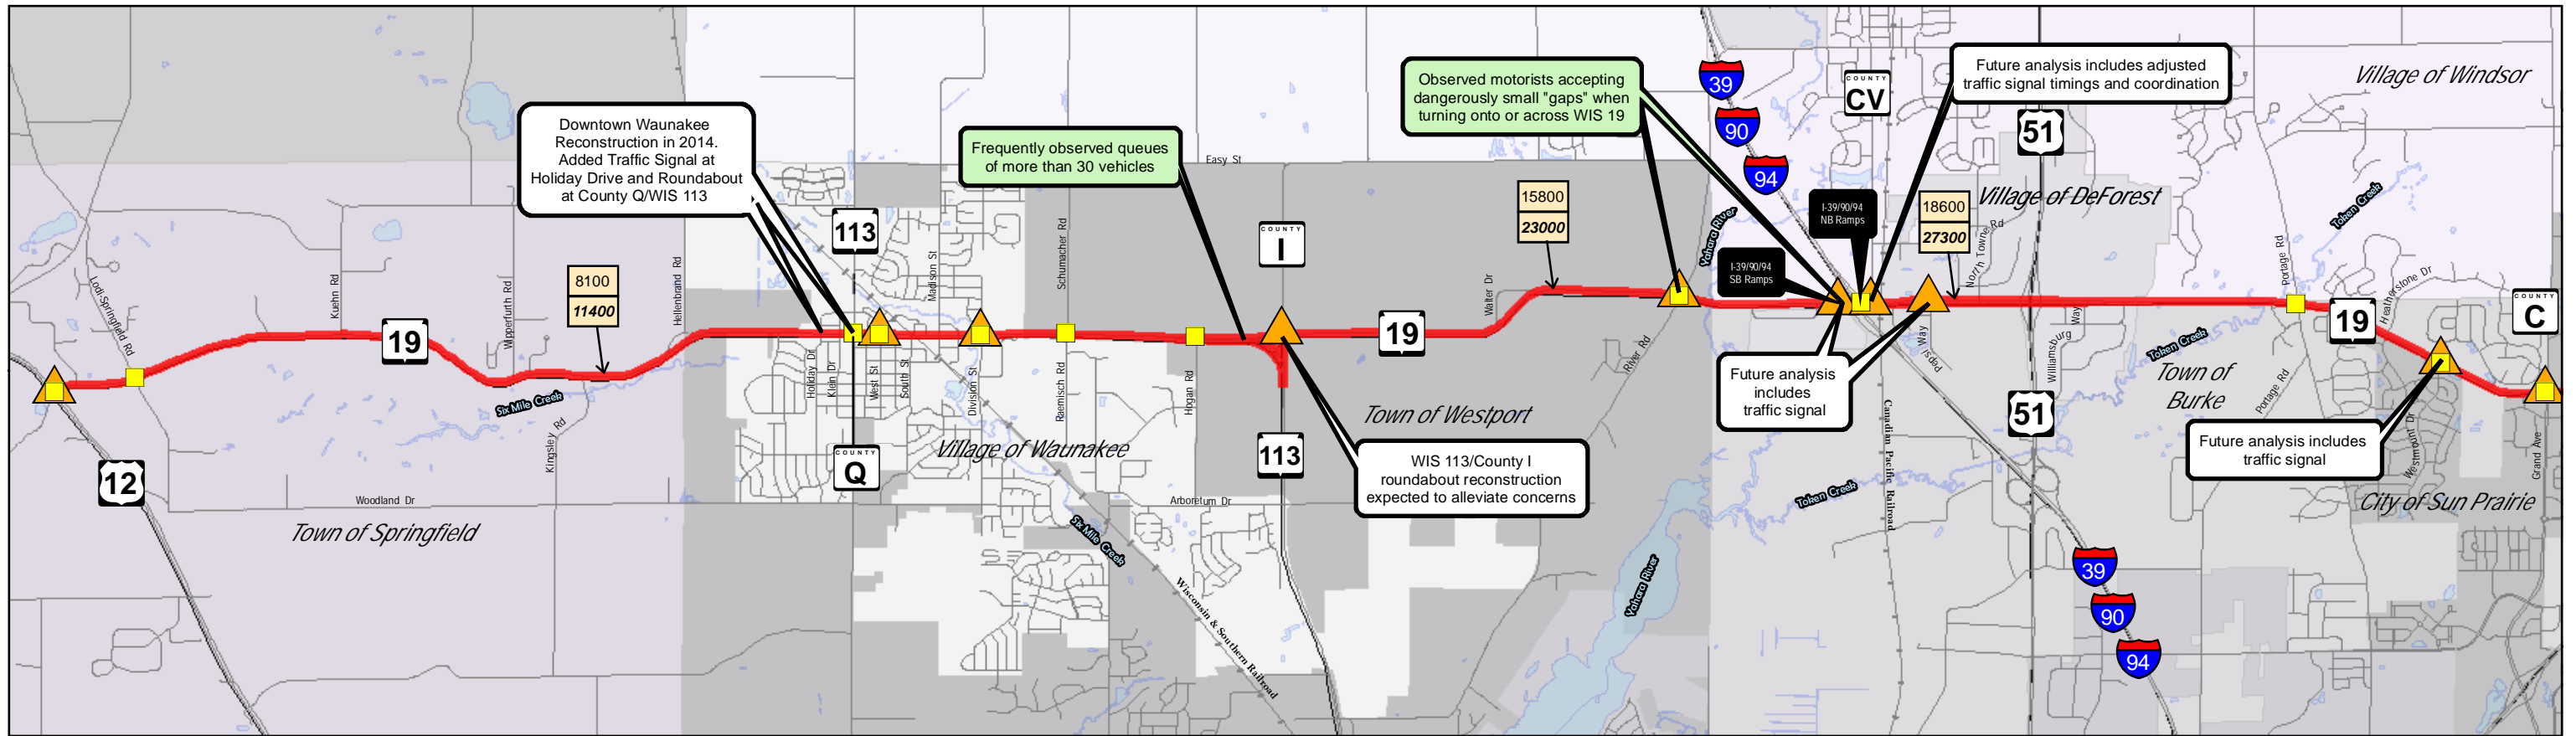 Downtown Waunakee
Reconstruction in 2014.
Added Traffic Signal at
Holiday Drive and Roundabout
at County Q/WIS 113
Frequently observed queues
of more than 30 vehicles
Observed motorists accepting
dangerously small "gaps" when
turning onto or across WIS 19
Future analysis includes adjusted
traffic signal timings and coordination
Village of Windsor
39
90
94
COUNTY
CV
51
Village of DeForest
Token Creek
Easy St
I-39/90/94
NB Ramps
I-39/90/94
SB Ramps
15800
23000
18600
27300
8100
11400
113
COUNTY
I
Yahara River
North Towne Rd
Portage Rd
Heatherstone Dr
COUNTY
C
Lodi-Springfield Rd
Kuehn Rd
Wipperfurth Rd
Hellenbrand Rd
Madison St
Schumacher Rd
Walter Dr
River Rd
19
19
19
Six Mile Creek
Kingsley Rd
Holiday Dr
Klein Dr
West St
South St
Division St
Raemisch Rd
Hogan Rd
Williamsburg Way
Token Creek
Town of
Burke
Portage Rd
Future analysis
includes
traffic signal
Canadian Pacific Railroad
51
Westmount Dr
Grand Ave
Future analysis includes
traffic signal
Town of Westport
Village of Waunakee
COUNTY
Q
113
WIS 113/County I
roundabout reconstruction
expected to alleviate concerns
12
Woodland Dr
Town of Springfield
Arboretum Dr
Token Creek
City of Sun Prairie
Six Mile Creek
Wisconsin & Southern Railroad
Yahara River
39
90
94